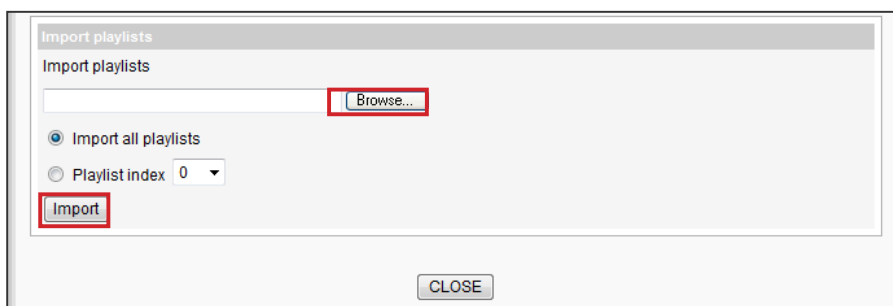 Import playlists
Import playlists
Browse...
Import all playlists
Playlist index 0
Import
CLOSE